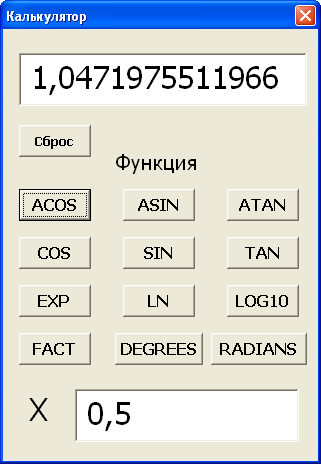 Калькулятор
1,0471975511966
Сброс
Функция
ACOS ASIN ATAN
COS SIN TAN
EXP LN LOG10
FACT DEGREES RADIANS
X 0,5